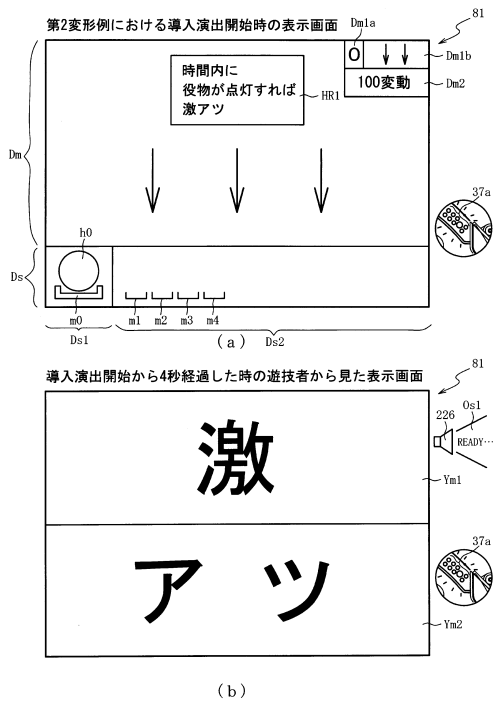 第2変形例における導入演出開始時の表示画面
81
Dm1a
0
Dm1b
時間内に
役物が点灯すれば
激アツ
HR1
100変動
Dm2
Dm
37a
h0
Ds
m0
m1
m2
m3
m4
Ds1
Ds2
(a)
導入演出開始から4秒経過した時の遊技者から見た表示画面
81
226
Os1
READY…
激
Ym1
37a
アツ
Ym2
(b)